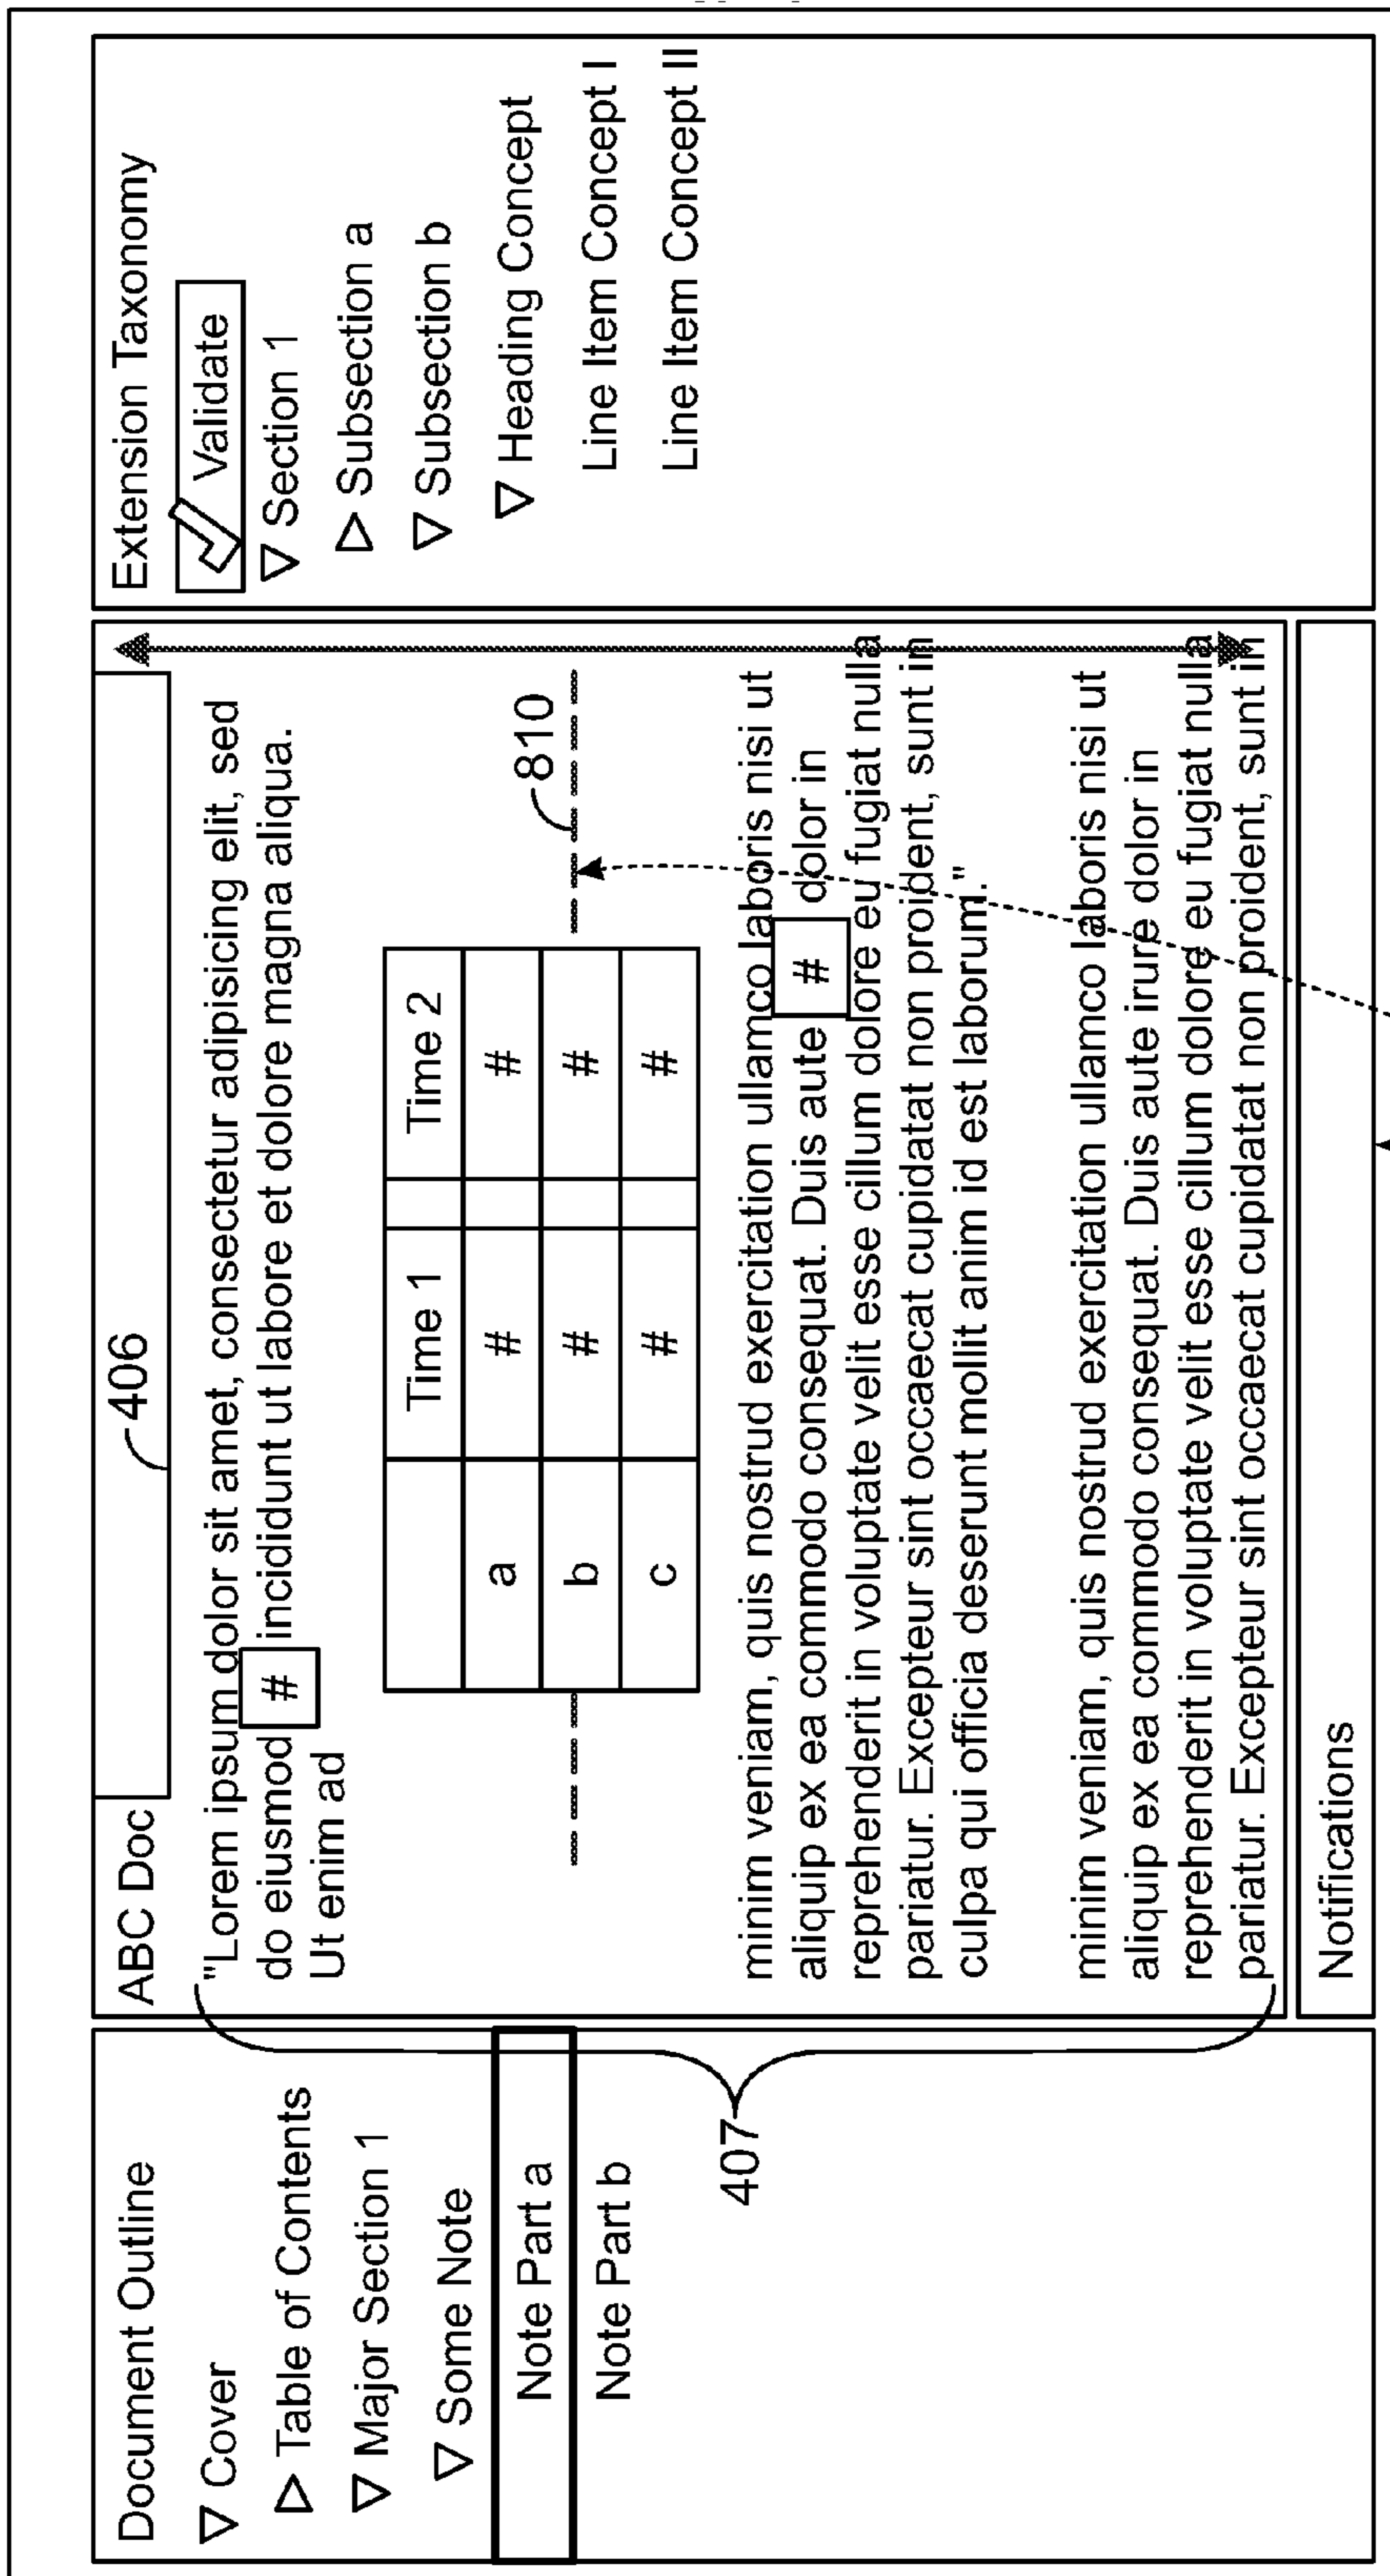 Document Outline
Cover
Table of Contents
Major Section 1
Some Note
Note Part a
Note Part b
407
ABC Doc
406
"Lorem ipsum dolor sit amet, consectetur adipisicing elit, sed
do eiusmod # incididunt ut labore et dolore magna aliqua.
Ut enim ad
Time 1 Time 2
a # #
b # #
c # #
810
minim veniam, quis nostrud exercitation ullamco laboris nisi ut
aliquip ex ea commodo consequat. Duis aute # dolor in
reprehenderit in voluptate velit esse cillum dolore eu fugiat nulla
pariatur. Excepteur sint occaecat cupidatat non proident, sunt in
culpa qui officia deserunt mollit anim id est laborum."
minim veniam, quis nostrud exercitation ullamco laboris nisi ut
aliquip ex ea commodo consequat. Duis aute irure dolor in
reprehenderit in voluptate velit esse cillum dolore eu fugiat nulla
pariatur. Excepteur sint occaecat cupidatat non proident, sunt in
Notifications
Extension Taxonomy
Validate
Section 1
Subsection a
Subsection b
Heading Concept
Line Item Concept I
Line Item Concept II